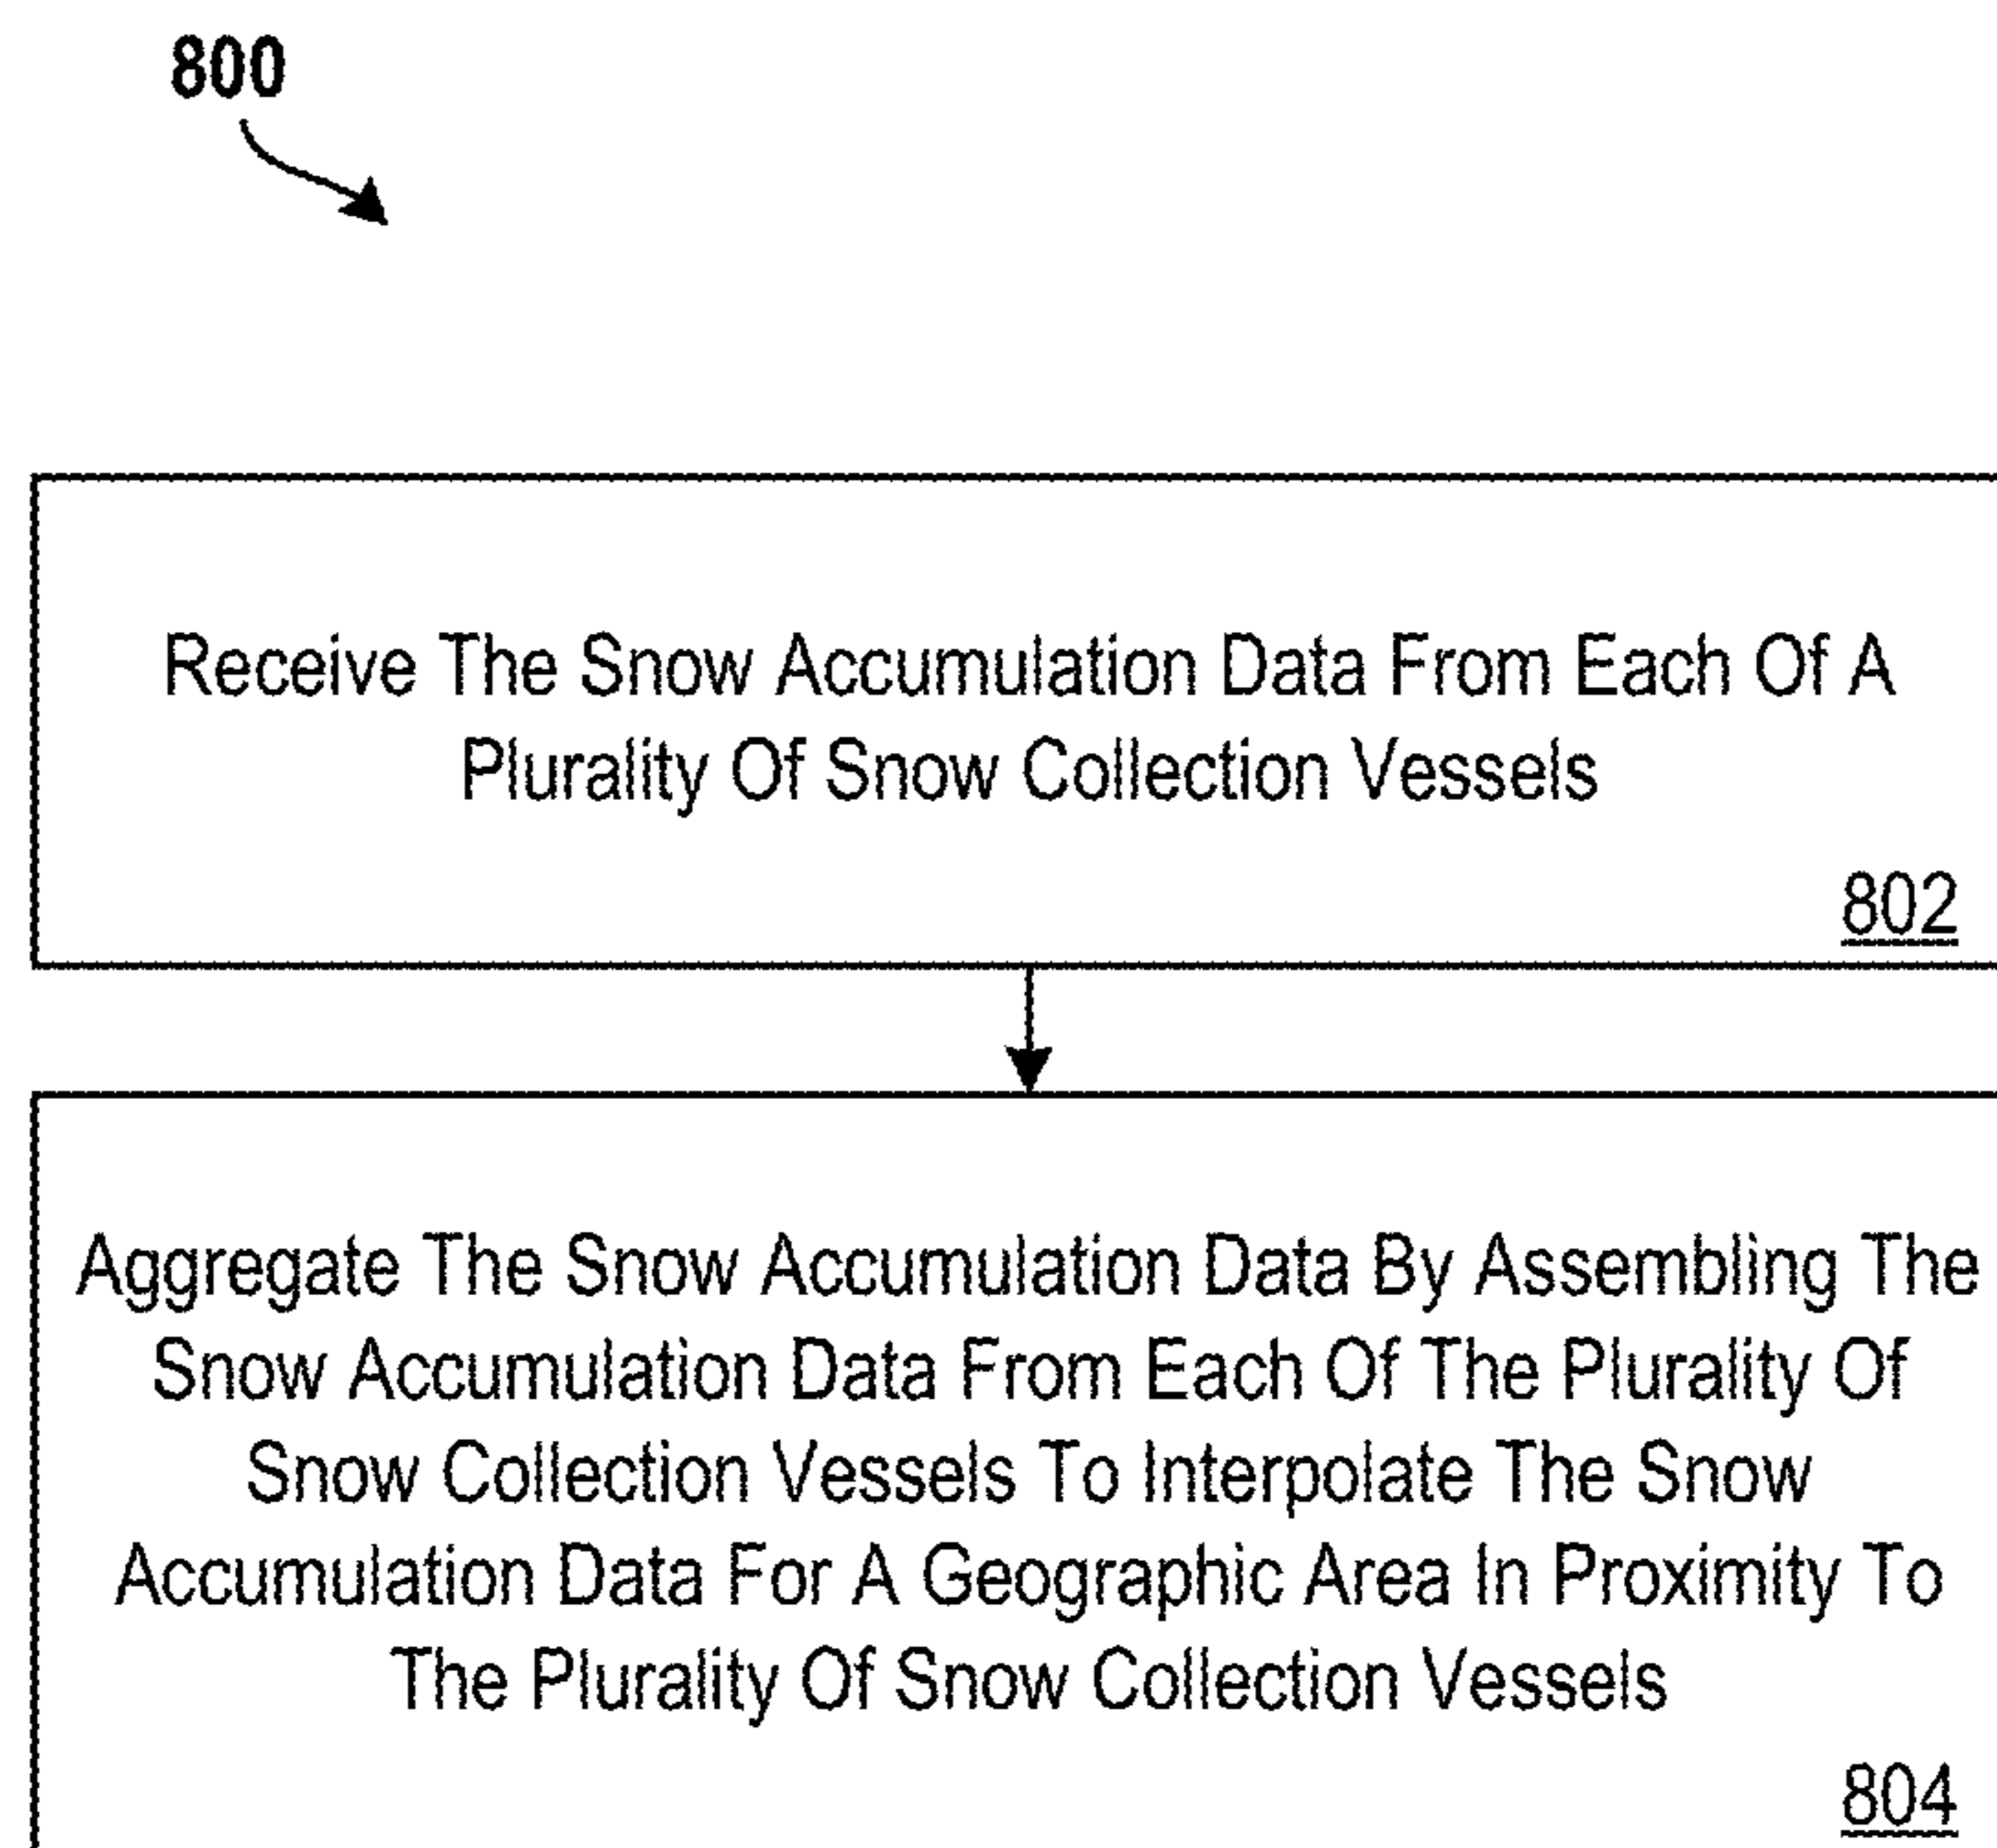 800
Receive The Snow Accumulation Data From Each Of A
Plurality Of Snow Collection Vessels
802
Aggregate The Snow Accumulation Data By Assembling The
Snow Accumulation Data From Each Of The Plurality Of
Snow Collection Vessels To Interpolate The Snow
Accumulation Data For A Geographic Area In Proximity To
The Plurality Of Snow Collection Vessels
804